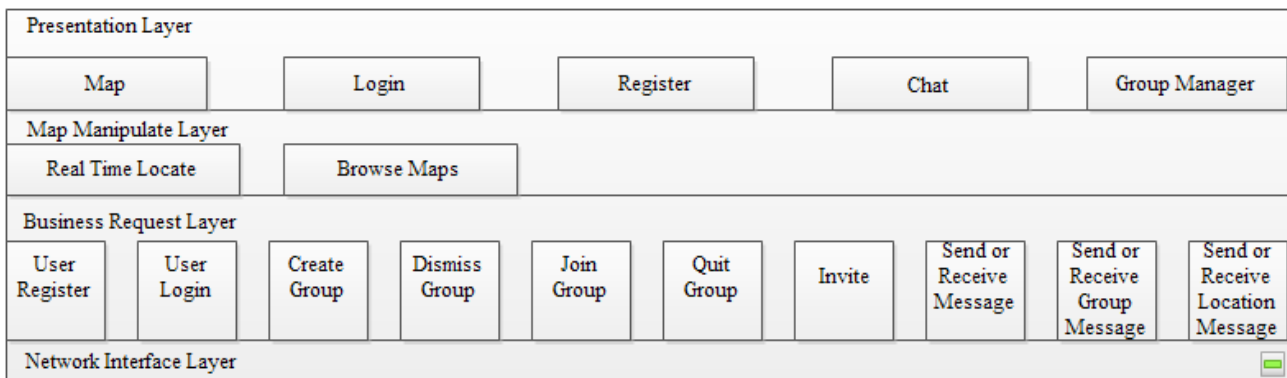 Presentation Layer
Map
Login
Register
Chat
Group Manager
Map Manipulate Layer
Real Time Locate
Browse Maps
Business Request Layer
User
Register
User
Login
Create
Group
Dismiss
Group
Join
Group
Quit
Group
Invite
Send or
Receive
Message
Send or
Receive
Group
Message
Send or
Receive
Location
Message
Network Interface Layer